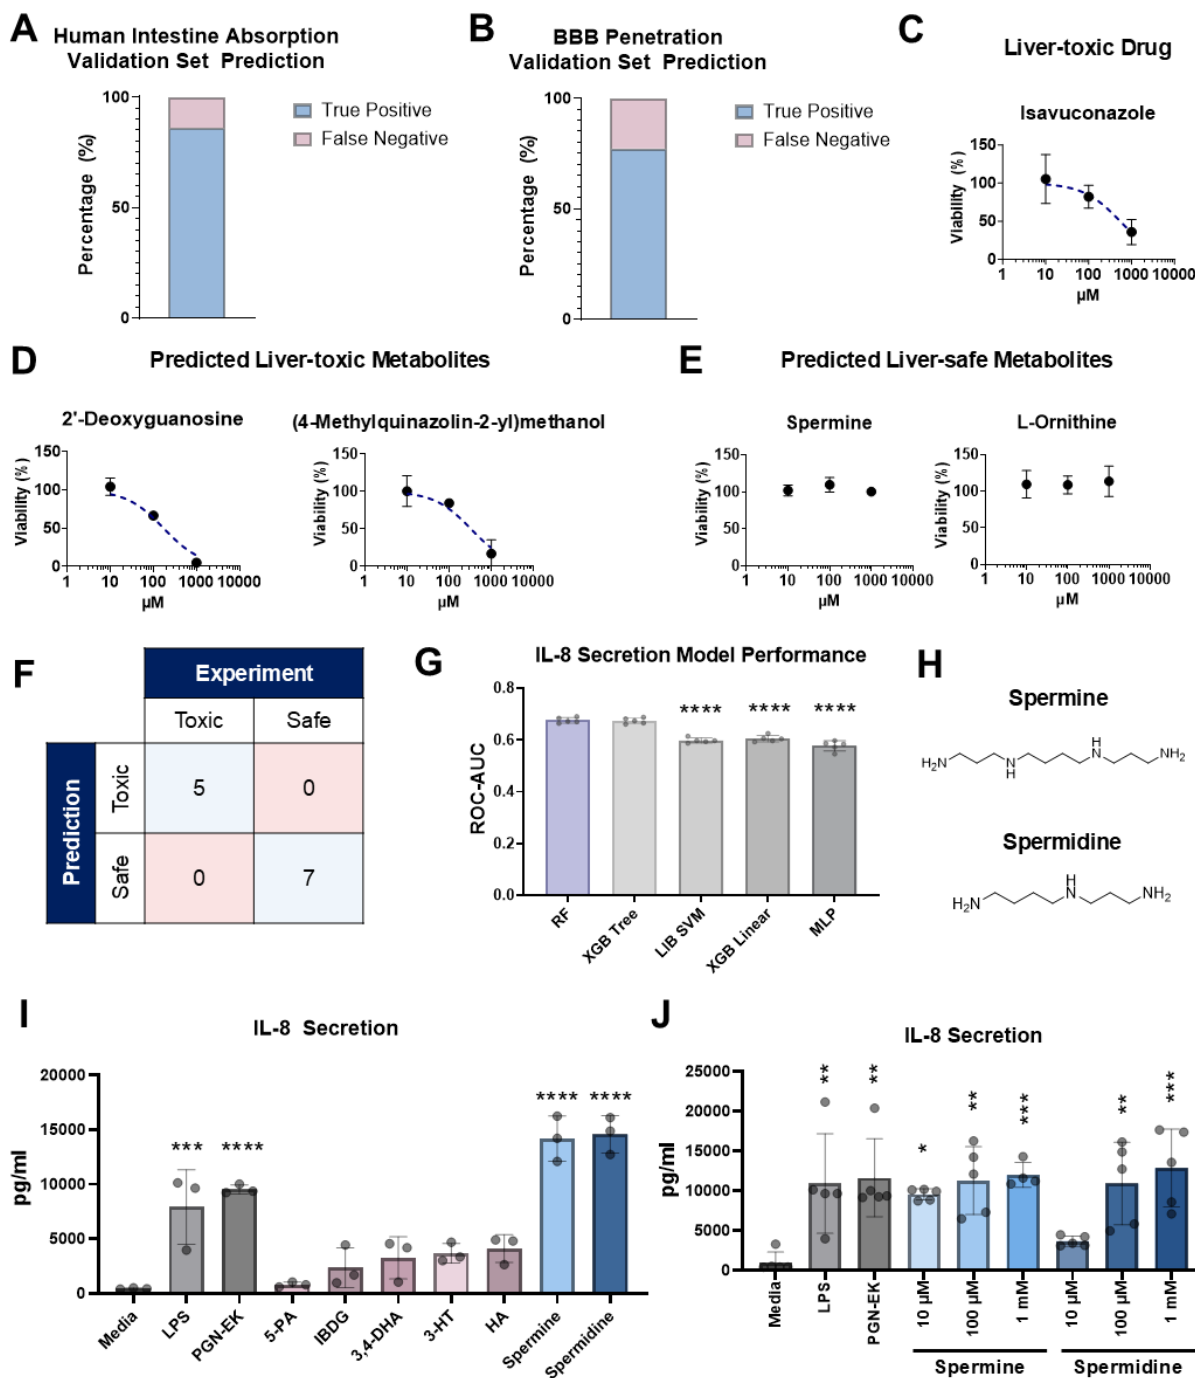 A
Human Intestine Absorption
Validation Set Prediction
Percentage (%)
100
50
0
True Positive
False Negative
B
BBB Penetration
Validation Set Prediction
Percentage (%)
100
50
0
True Positive
False Negative
C
Liver-toxic Drug
Isavuconazole
Viability (%)
150
100
50
0
1 10 100 1000 10000
µM
D
Predicted Liver-toxic Metabolites
2'-Deoxyguanosine
Viability (%)
150
100
50
0
1 10 100 1000 10000
µM
(4-Methylquinazolin-2-yl)methanol
Viability (%)
150
100
50
0
1 10 100 1000 10000
µM
E
Predicted Liver-safe Metabolites
Spermine
Viability (%)
150
100
50
0
1 10 100 1000 10000
µM
L-Ornithine
Viability (%)
150
100
50
0
1 10 100 1000 10000
µM
F
Experiment
Toxic Safe
Prediction
Toxic 5 0
Safe 0 7
G
IL-8 Secretion Model Performance
ROC-AUC
0.8
0.6
0.4
0.2
0.0
**** **** ****
RF XGB Tree LIB SVM XGB Linear MLP
H
Spermine
H2N N H H N NH2
Spermidine
H2N H N NH2
I
IL-8 Secretion
pg/ml
20000
15000
10000
5000
0
*** **** **** ****
Media LPS PGN-EK 5-PA IBDG 3,4-DHA 3-HT HA Spermine Spermidine
J
IL-8 Secretion
pg/ml
25000
20000
15000
10000
5000
0
** ** * ** *** ** ***
Media LPS PGN-EK 10 µM 100 µM 1 mM 10 µM 100 µM 1 mM
Spermine Spermidine